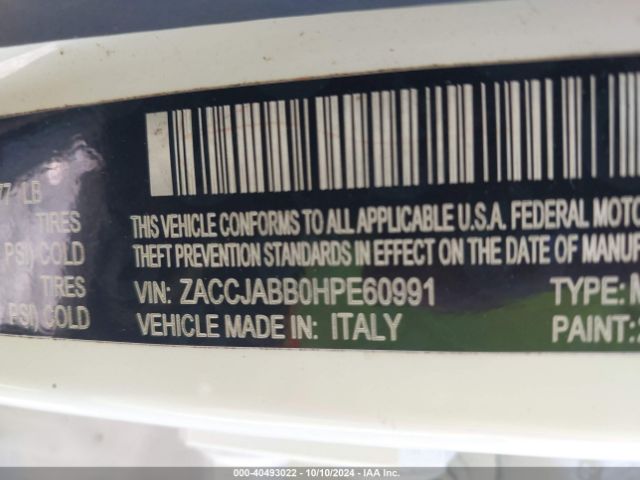 77 LB
TIRES
PSI) COLD
TIRES
PSI) COLD
THIS VEHICLE CONFORMS TO ALL APPLICABLE U.S.A. FEDERAL MOTO
THEFT PREVENTION STANDARDS IN EFFECT ON THE DATE OF MANUF
VIN: ZACCJABB0HPE60991 TYPE: M
VEHICLE MADE IN: ITALY PAINT:
000-40493022 - 10/10/2024 - IAA Inc.